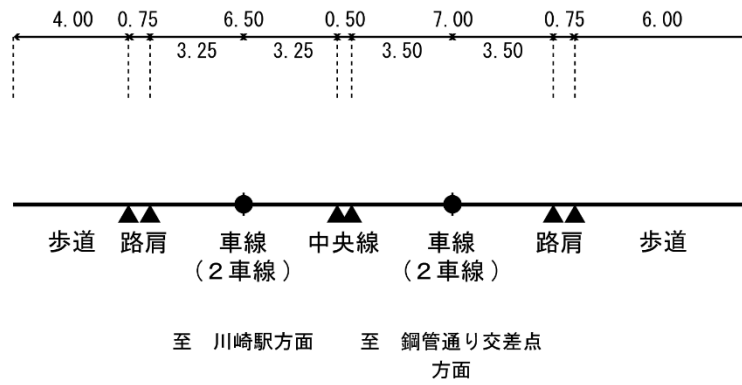 4.00 0.75 6.50 0.50 7.00 0.75 6.00
3.25 3.25 3.50 3.50
歩道 路肩 車線 中央線 車線 路肩 歩道
(２車線) (２車線)
至 川崎駅方面 至 鋼管通り交差点
方面